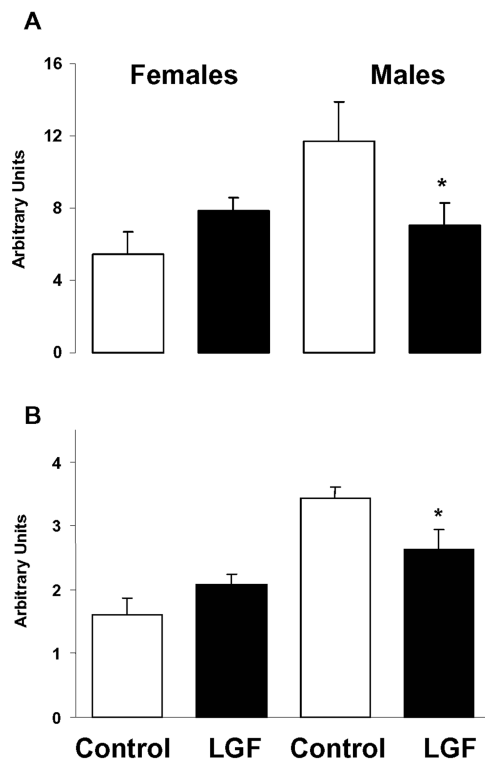 A
Females Males
16
12
8
4
0
Arbitrary Units
*
B
4
3
2
1
0
Arbitrary Units
*
Control LGF Control LGF